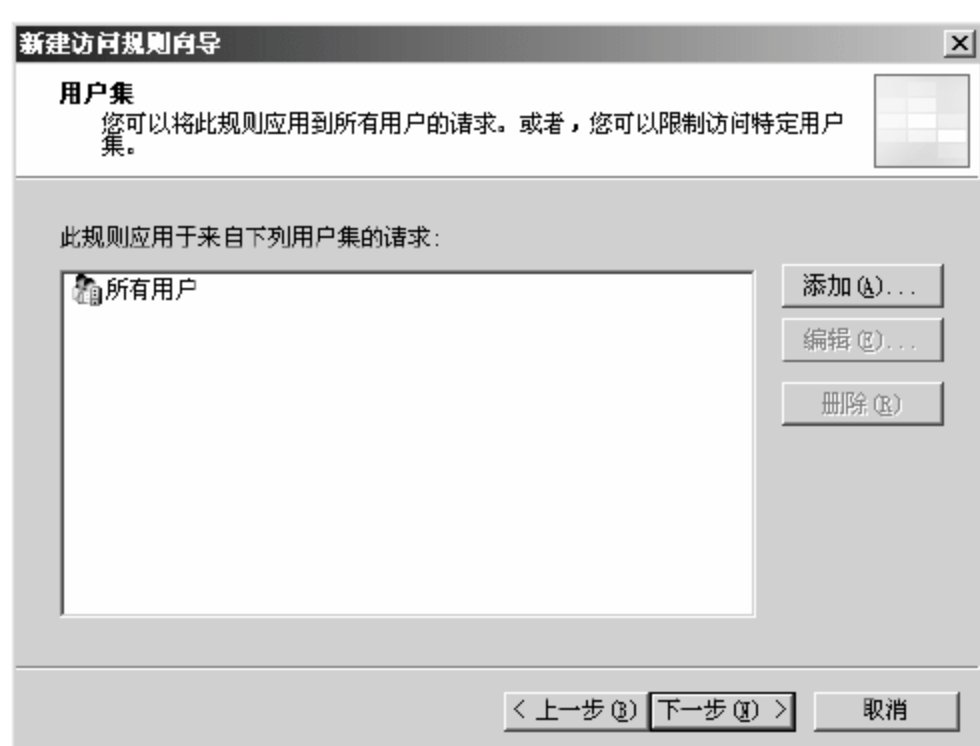 新建访问规则向导
用户集
您可以将此规则应用到所有用户的请求。或者，您可以限制访问特定用户
集。
此规则应用于来自下列用户集的请求:
所有用户
添加(A)...
编辑(E)...
删除(R)
< 上一步(B)
下一步(N) >
取消